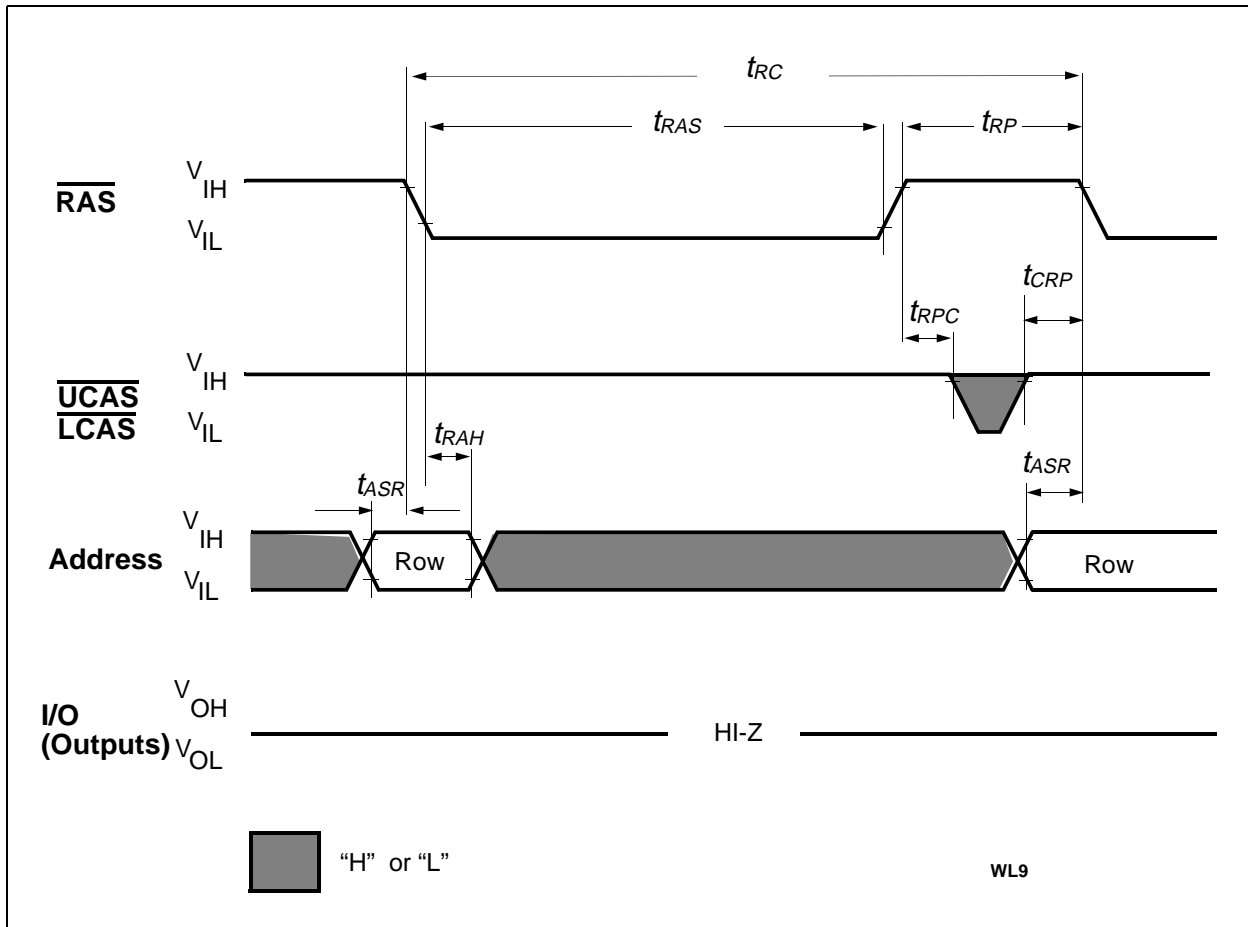 tRC
tRAS
tRP
VIH
RAS
VIL
tCRP
tRPC
VIH
UCAS
LCAS
VIL
tRAH
tASR
tASR
VIH
Address
Row
Row
VIL
VOH
I/O
(Outputs)
VOL
HI-Z
“H” or “L”
WL9